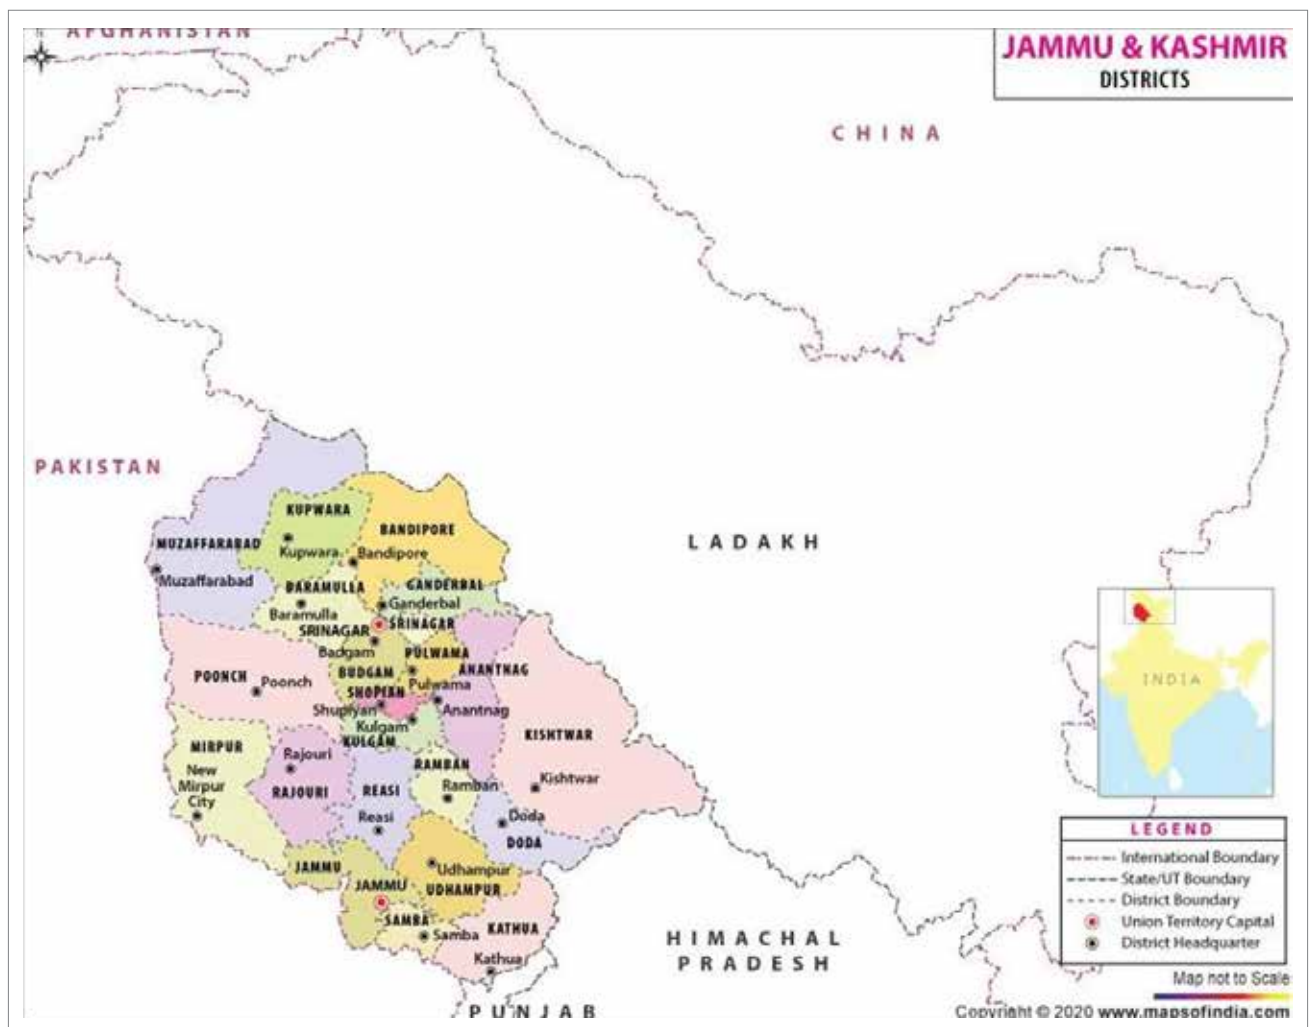 AFGHANISTAN
N
JAMMU & KASHMIR
DISTRICTS
CHINA
PAKISTAN
LADAKH
KUPWARA
Kupwara
BANDIPORE
Bandipore
MUZAFFARABAD
Muzaffarabad
BARAMULLA
Baramulla
GANDERBAL
Ganderbal
SRINAGAR
SRINAGAR
Badgam
BUDGAM
PULWAMA
Pulwama
ANANTNAG
Anantnag
SHOPIAN
Shupiyan
Kulgam
KULGAM
POONCH
Poonch
MIRPUR
New
Mirpur
City
Rajouri
RAJOURI
REASI
Reasi
RAMBAN
Ramban
KISHTWAR
Kishtwar
Doda
DODA
JAMMU
JAMMU
Udhampur
UDHAMPUR
SAMBA
Samba
KATHUA
Kathua
HIMACHAL
PRADESH
PUNJAB
INDIA
LEGEND
International Boundary
State/UT Boundary
District Boundary
Union Territory Capital
District Headquarter
Map not to Scale
Copyright © 2020 www.mapsofindia.com